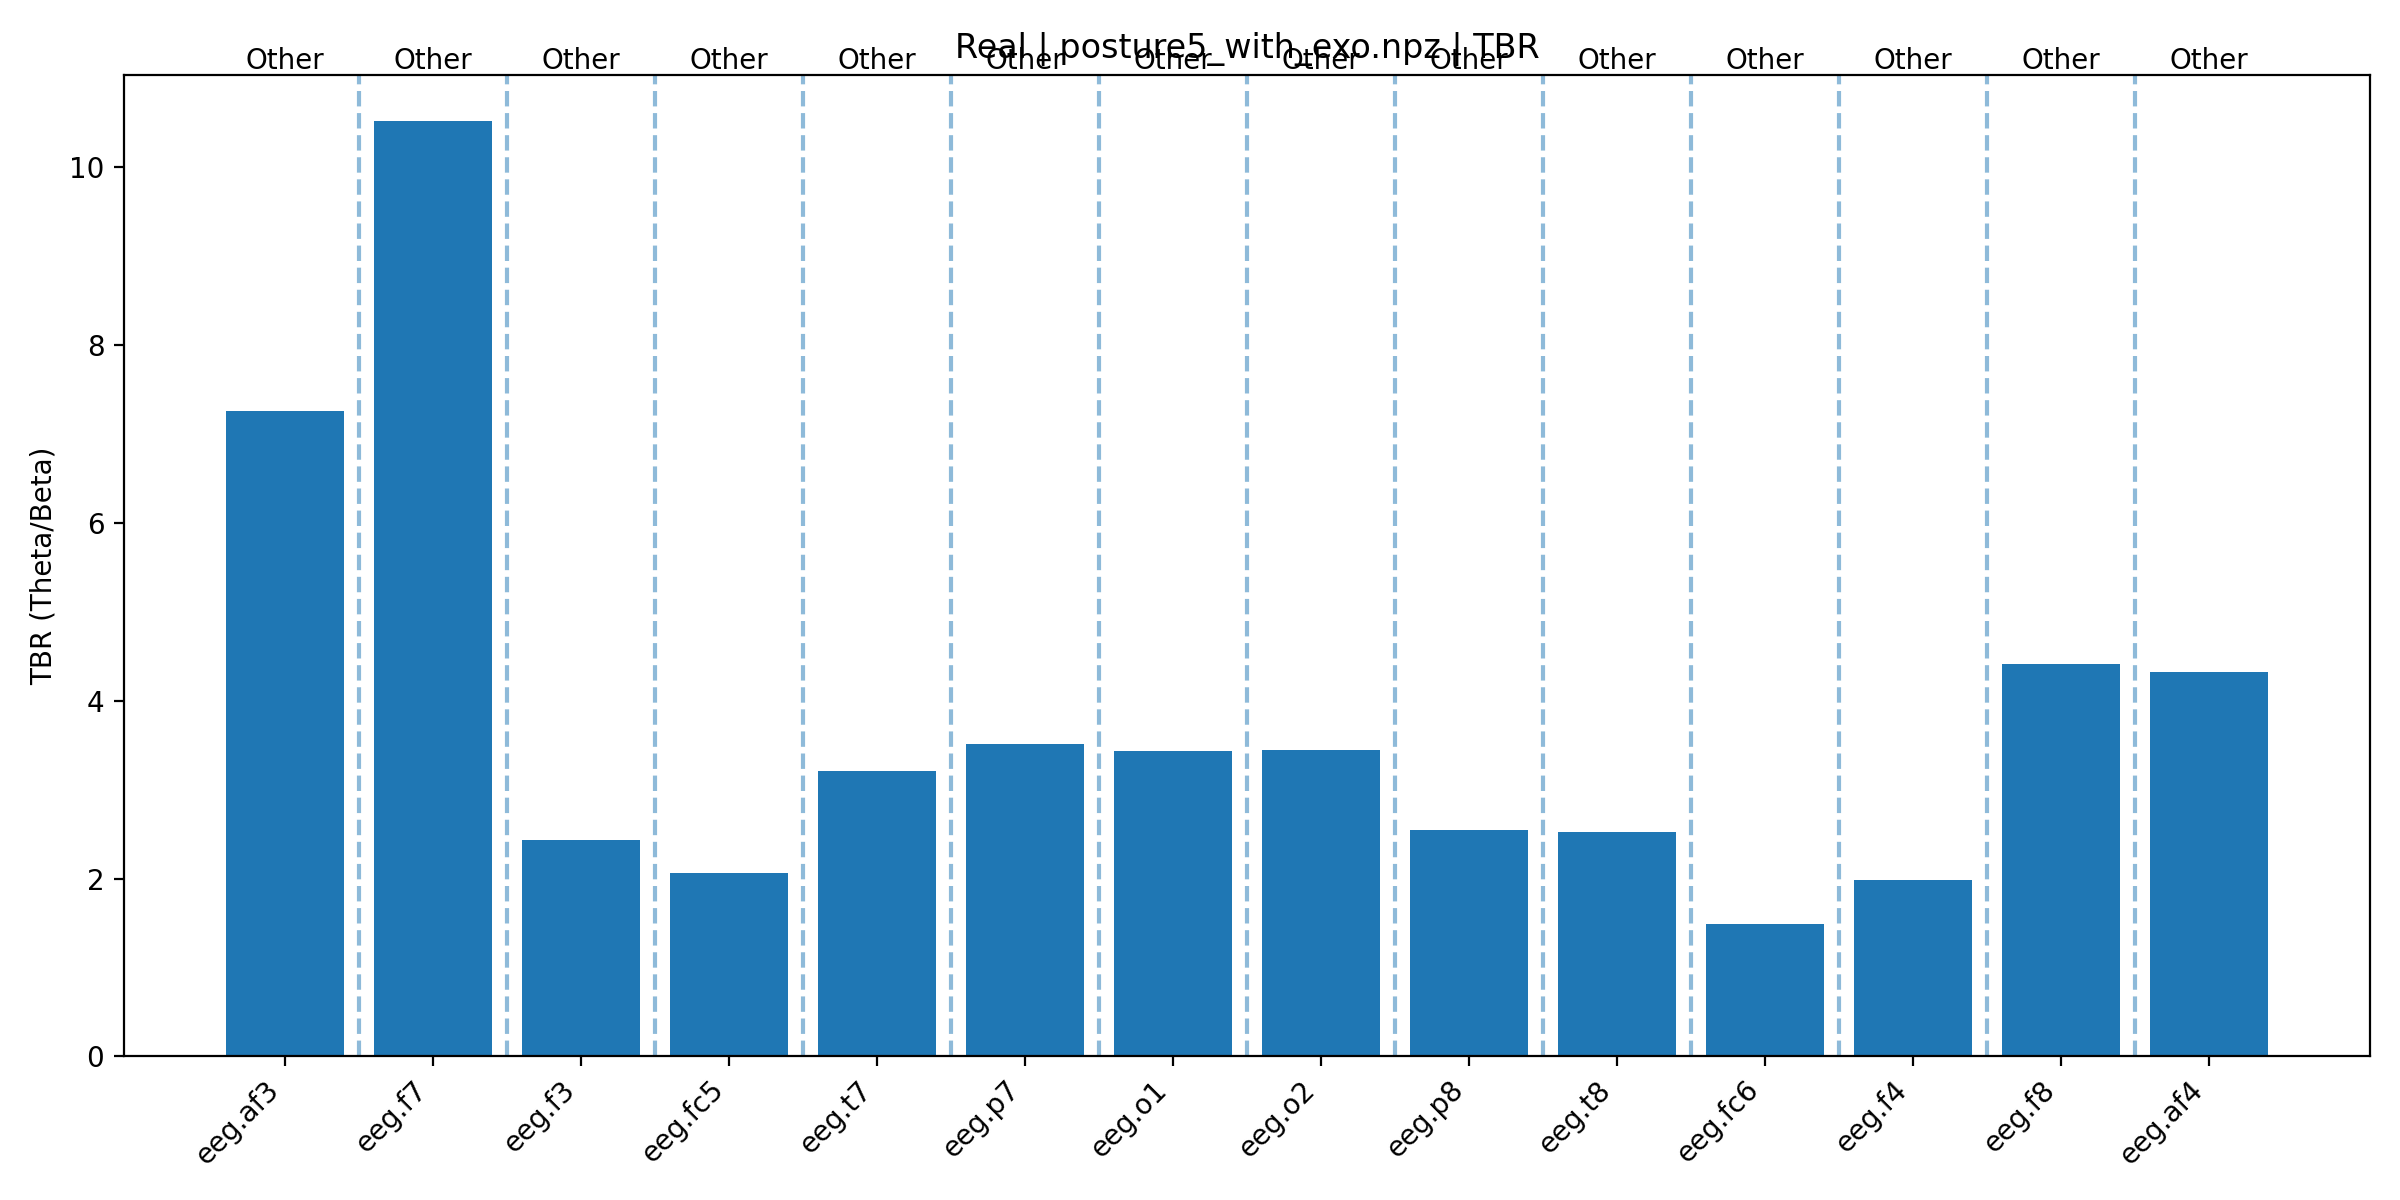 Real | posture5_with_exo.npz | TBR
Other Other Other Other Other Other Other Other Other Other Other Other Other Other
TBR (Theta/Beta)
10
8
6
4
2
0
eeg.af3 eeg.f7 eeg.f3 eeg.fc5 eeg.t7 eeg.p7 eeg.o1 eeg.o2 eeg.p8 eeg.t8 eeg.fc6 eeg.f4 eeg.f8 eeg.af4